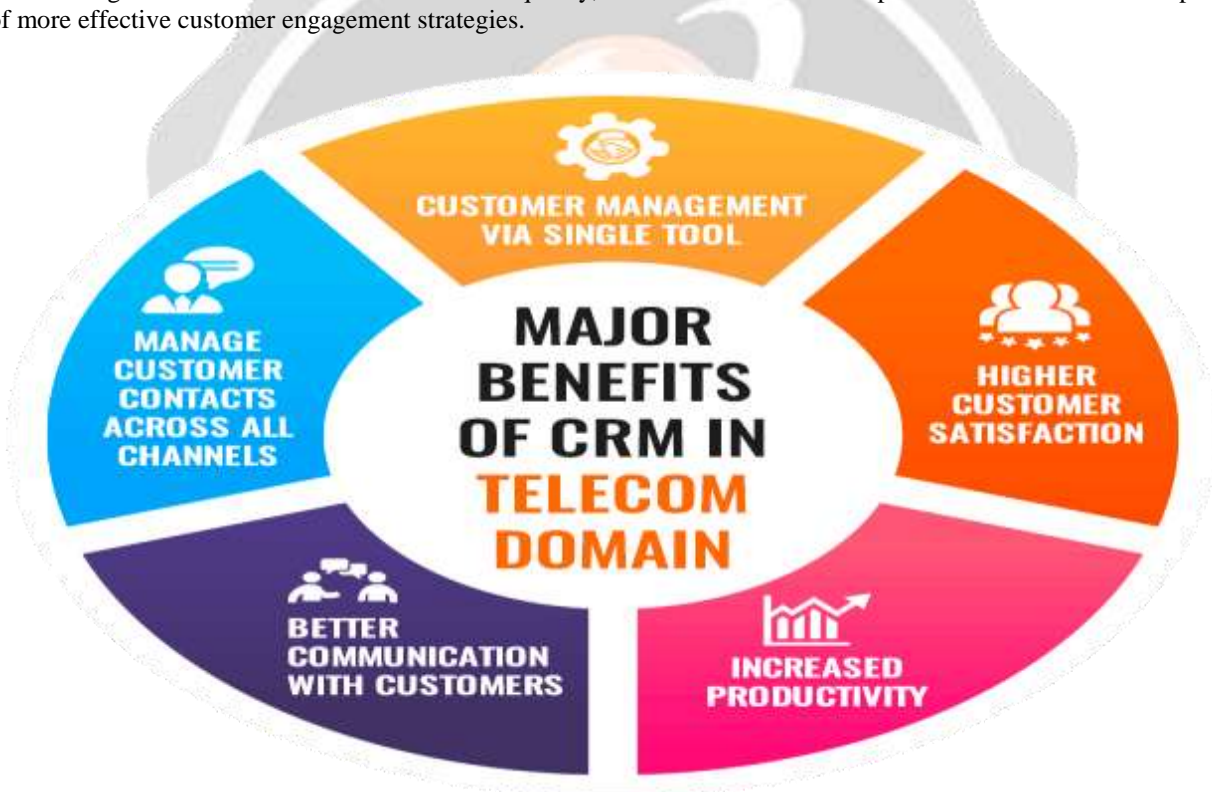 of more effective customer engagement strategies.
CUSTOMER MANAGEMENT
VIA SINGLE TOOL
HIGHER
CUSTOMER
SATISFACTION
INCREASED
PRODUCTIVITY
BETTER
COMMUNICATION
WITH CUSTOMERS
MANAGE
CUSTOMER
CONTACTS
ACROSS ALL
CHANNELS
MAJOR
BENEFITS
OF CRM IN
TELECOM
DOMAIN